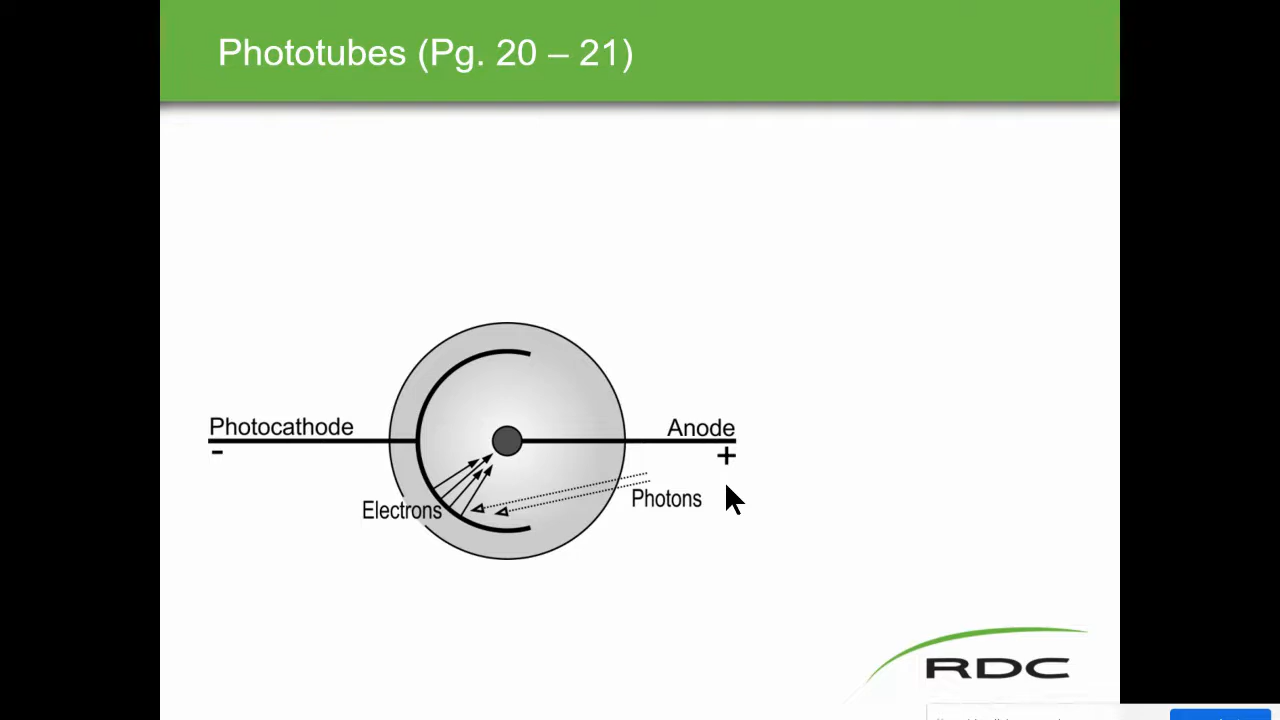 Phototubes (Pg. 20 – 21)
Photocathode
-
Anode
+
Electrons
Photons
RDC